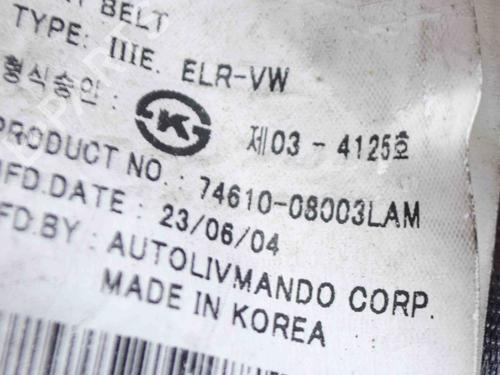 BELT
TYPE: IIIE. ELR-VW
형식승인 : K 제03 - 4125호
PRODUCT NO. : 74610-08003LAM
MFD.DATE : 23/06/04
MFD.BY : AUTOLIVMANDO CORP.
MADE IN KOREA